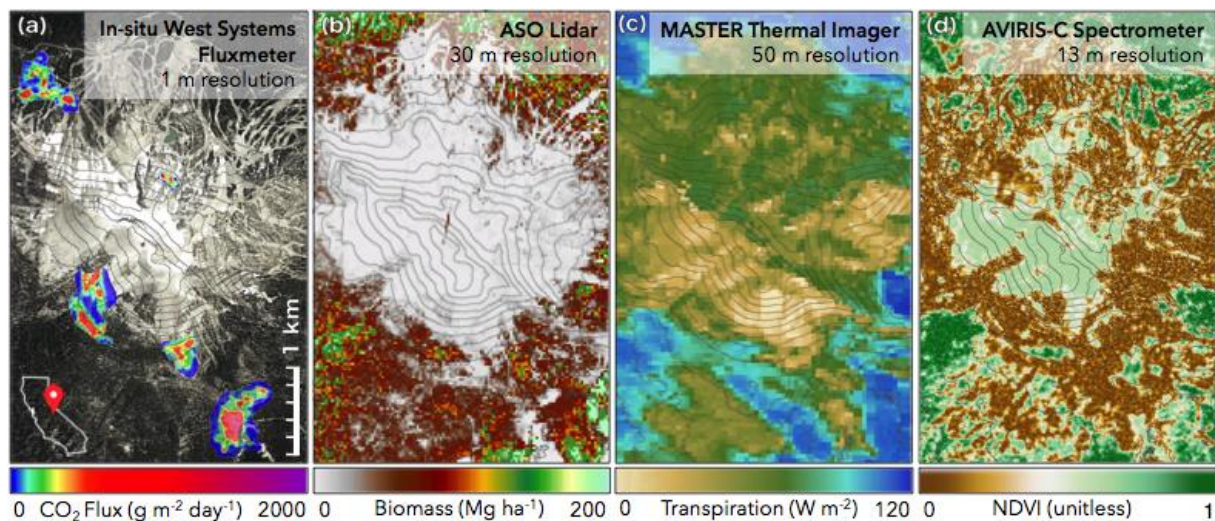 (a) In-situ West Systems
Fluxmeter
1 m resolution
1 km
0 2000
CO₂ Flux (g m⁻² day⁻¹)
(b) ASO Lidar
30 m resolution
0 200
Biomass (Mg ha⁻¹)
(c) MASTER Thermal Imager
50 m resolution
0 120
Transpiration (W m⁻²)
(d) AVIRIS-C Spectrometer
13 m resolution
0 1
NDVI (unitless)